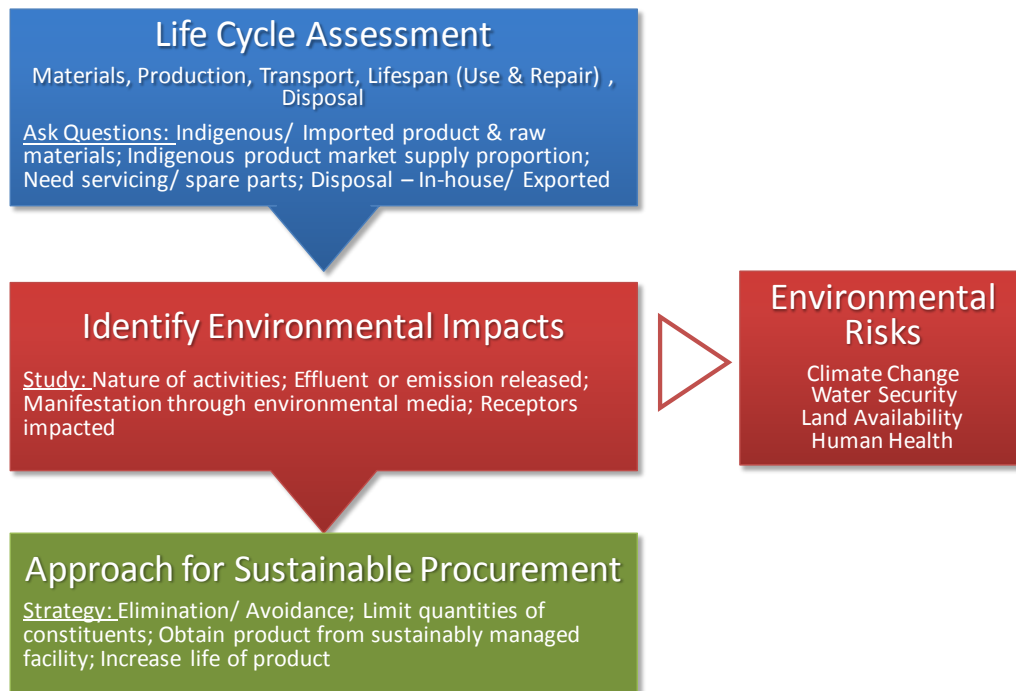 Life Cycle Assessment
Materials, Production, Transport, Lifespan (Use & Repair) ,
Disposal
Ask Questions: Indigenous/ Imported product & raw
materials; Indigenous product market supply proportion;
Need servicing/ spare parts; Disposal – In-house/ Exported
Identify Environmental Impacts
Study: Nature of activities; Effluent or emission released;
Manifestation through environmental media; Receptors
impacted
Environmental
Risks
Climate Change
Water Security
Land Availability
Human Health
Approach for Sustainable Procurement
Strategy: Elimination/ Avoidance; Limit quantities of
constituents; Obtain product from sustainably managed
facility; Increase life of product